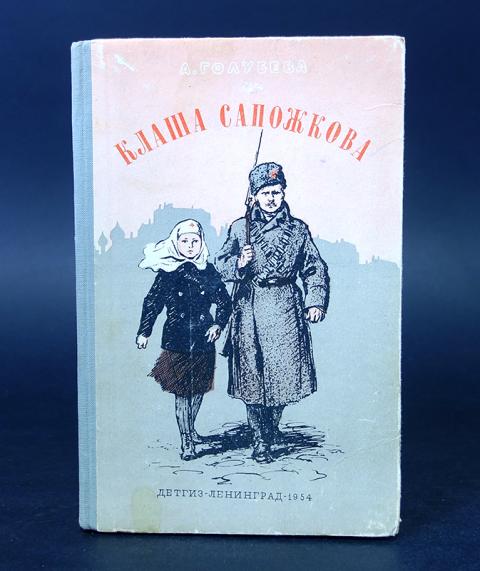 А. ГОЛУБЕВА
КЛАША САПОЖКОВА
ДЕТГИЗ-ЛЕНИНГРАД-1954